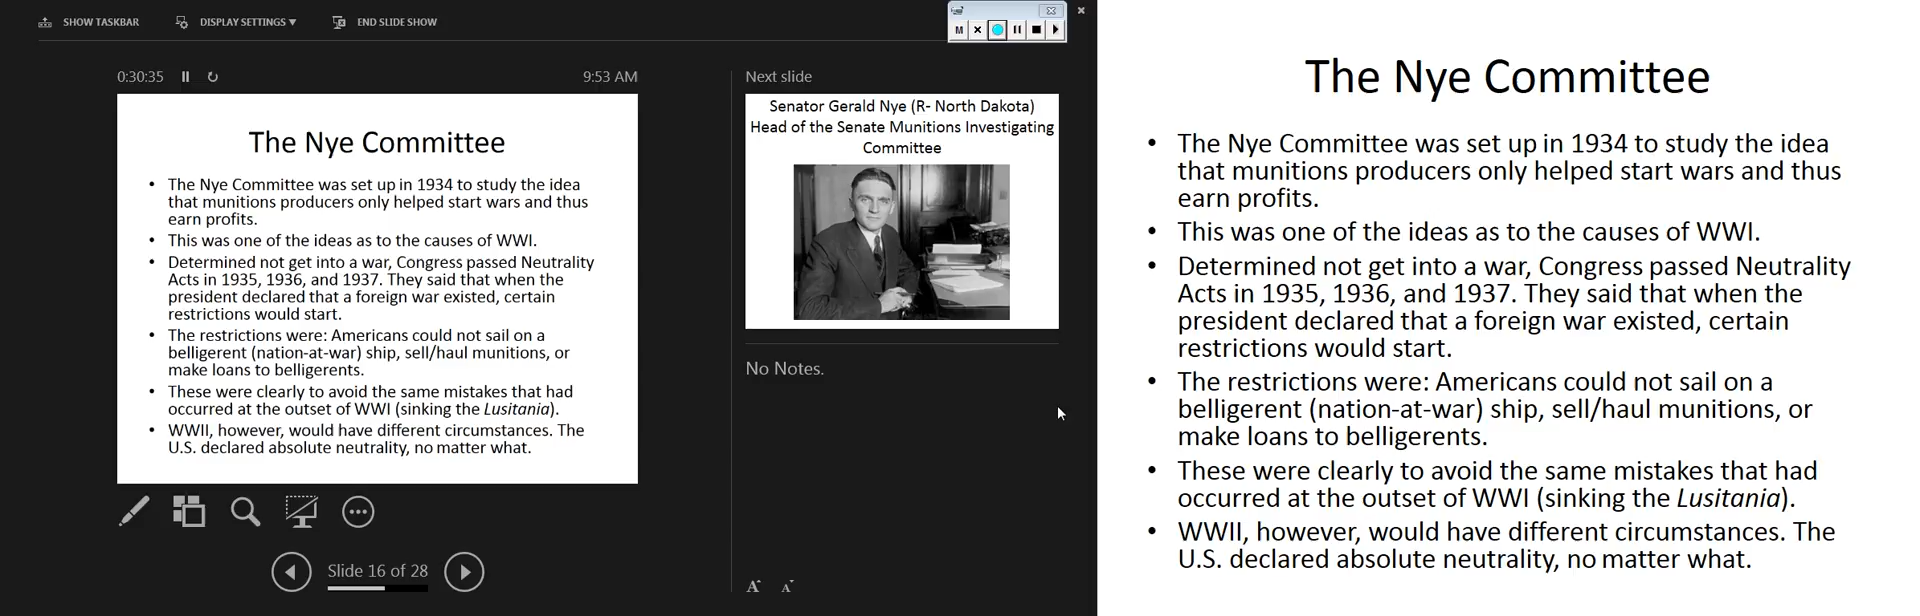 SHOW TASKBAR
DISPLAY SETTINGS ▾
END SLIDE SHOW
M
0:30:35
9:53 AM
The Nye Committee
• The Nye Committee was set up in 1934 to study the idea
that munitions producers only helped start wars and thus
earn profits.
• This was one of the ideas as to the causes of WWI.
• Determined not get into a war, Congress passed Neutrality
Acts in 1935, 1936, and 1937. They said that when the
president declared that a foreign war existed, certain
restrictions would start.
• The restrictions were: Americans could not sail on a
belligerent (nation-at-war) ship, sell/haul munitions, or
make loans to belligerents.
• These were clearly to avoid the same mistakes that had
occurred at the outset of WWI (sinking the Lusitania).
• WWII, however, would have different circumstances. The
U.S. declared absolute neutrality, no matter what.
Slide 16 of 28
Next slide
Senator Gerald Nye (R- North Dakota)
Head of the Senate Munitions Investigating
Committee
No Notes.
A A
The Nye Committee
• The Nye Committee was set up in 1934 to study the idea
that munitions producers only helped start wars and thus
earn profits.
• This was one of the ideas as to the causes of WWI.
• Determined not get into a war, Congress passed Neutrality
Acts in 1935, 1936, and 1937. They said that when the
president declared that a foreign war existed, certain
restrictions would start.
• The restrictions were: Americans could not sail on a
belligerent (nation-at-war) ship, sell/haul munitions, or
make loans to belligerents.
• These were clearly to avoid the same mistakes that had
occurred at the outset of WWI (sinking the Lusitania).
• WWII, however, would have different circumstances. The
U.S. declared absolute neutrality, no matter what.